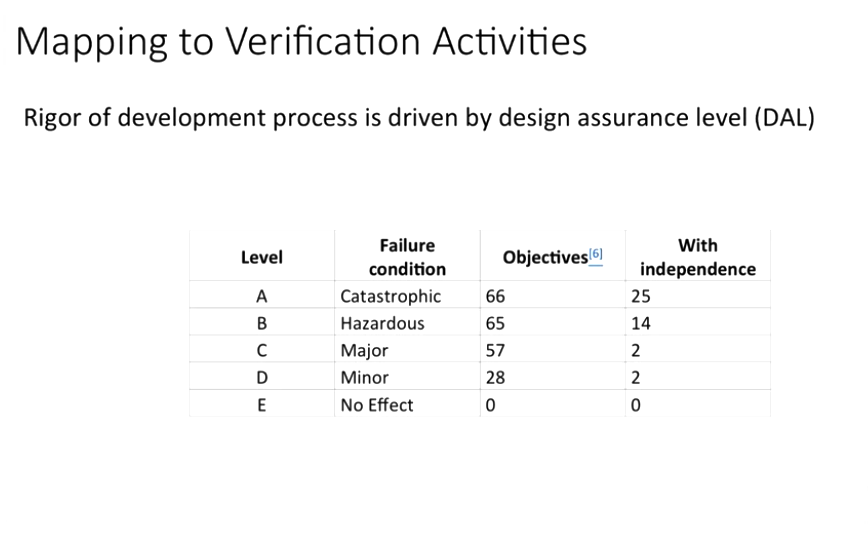 Mapping to Verification Activities
Rigor of development process is driven by design assurance level (DAL)
Level Failure condition Objectives[6] With independence
A Catastrophic 66 25
B Hazardous 65 14
C Major 57 2
D Minor 28 2
E No Effect 0 0